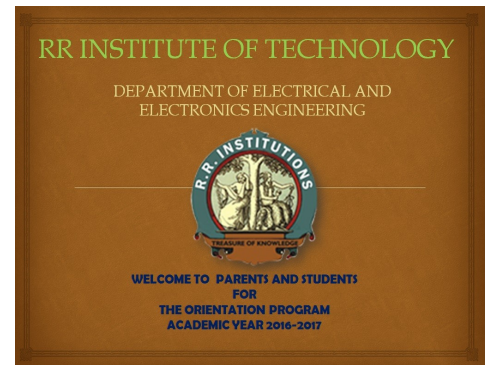 RR INSTITUTE OF TECHNOLOGY
DEPARTMENT OF ELECTRICAL AND
ELECTRONICS ENGINEERING
R.R. INSTITUTIONS
TREASURE OF KNOWLEDGE
WELCOME TO PARENTS AND STUDENTS
FOR
THE ORIENTATION PROGRAM
ACADEMIC YEAR 2016-2017